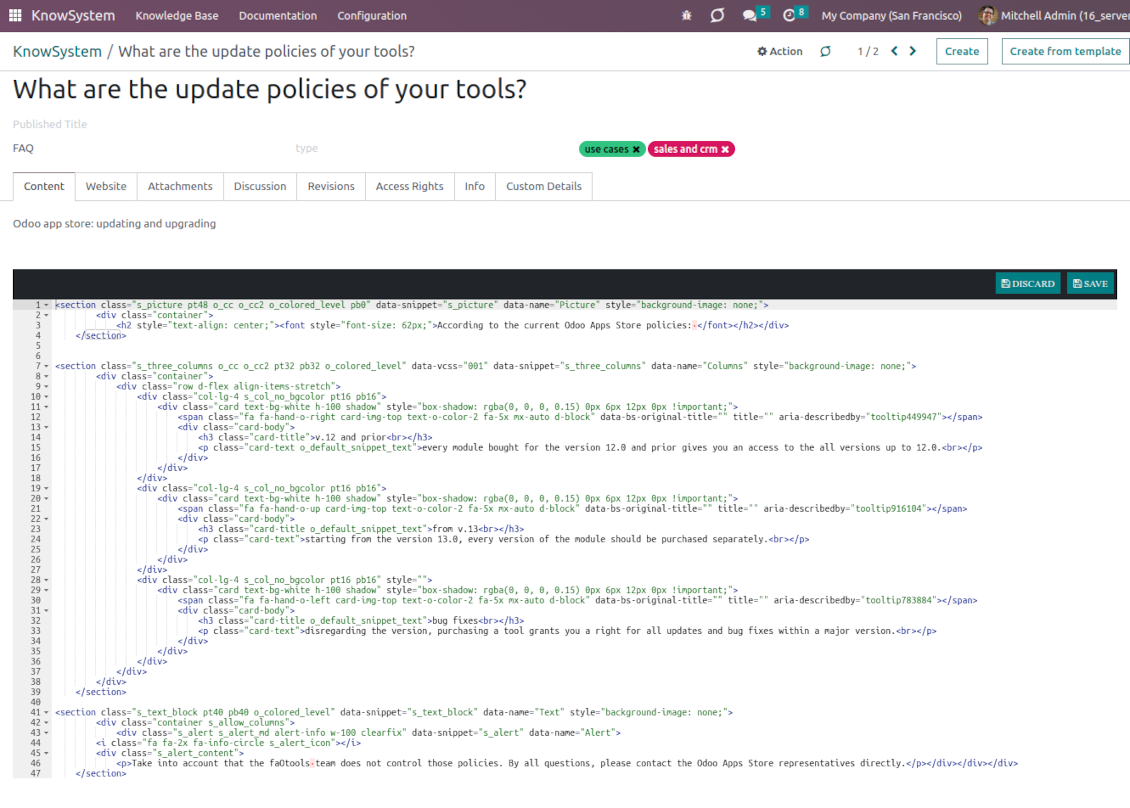 KnowSystem Knowledge Base Documentation Configuration 5 8 My Company (San Francisco) Mitchell Admin (16_server
KnowSystem / What are the update policies of your tools? Action 1 / 2 Create Create from template
What are the update policies of your tools?
Published Title
FAQ type use cases × sales and crm ×
Content Website Attachments Discussion Revisions Access Rights Info Custom Details
Odoo app store: updating and upgrading
DISCARD SAVE
1 <section class="s_picture pt48 o_cc o_cc2 o_colored_level pb0" data-snippet="s_picture" data-name="Picture" style="background-image: none;">
2 <div class="container">
3 <h2 style="text-align: center;"><font style="font-size: 62px;">According to the current Odoo Apps Store policies:·</font></h2></div>
4 </section>
5
6
7 <section class="s_three_columns o_cc o_cc2 pt32 pb32 o_colored_level" data-vcss="001" data-snippet="s_three_columns" data-name="Columns" style="background-image: none;">
8 <div class="container">
9 <div class="row d-flex align-items-stretch">
10 <div class="col-lg-4 s_col_no_bgcolor pt16 pb16">
11 <div class="card text-bg-white h-100 shadow" style="box-shadow: rgba(0, 0, 0, 0.15) 0px 6px 12px 0px !important;">
12 <span class="fa fa-hand-o-right card-img-top text-o-color-2 fa-5x mx-auto d-block" data-bs-original-title="" title="" aria-describedby="tooltip449947"></span>
13 <div class="card-body">
14 <h3 class="card-title">v.12 and prior<br></h3>
15 <p class="card-text o_default_snippet_text">every module bought for the version 12.0 and prior gives you an access to the all versions up to 12.0.<br></p>
16 </div>
17 </div>
18 </div>
19 <div class="col-lg-4 s_col_no_bgcolor pt16 pb16">
20 <div class="card text-bg-white h-100 shadow" style="box-shadow: rgba(0, 0, 0, 0.15) 0px 6px 12px 0px !important;">
21 <span class="fa fa-hand-o-up card-img-top text-o-color-2 fa-5x mx-auto d-block" data-bs-original-title="" title="" aria-describedby="tooltip916104"></span>
22 <div class="card-body">
23 <h3 class="card-title o_default_snippet_text">from v.13<br></h3>
24 <p class="card-text">starting from the version 13.0, every version of the module should be purchased separately.<br></p>
25 </div>
26 </div>
27 </div>
28 <div class="col-lg-4 s_col_no_bgcolor pt16 pb16" style="">
29 <div class="card text-bg-white h-100 shadow" style="box-shadow: rgba(0, 0, 0, 0.15) 0px 6px 12px 0px !important;">
30 <span class="fa fa-hand-o-left card-img-top text-o-color-2 fa-5x mx-auto d-block" data-bs-original-title="" title="" aria-describedby="tooltip783884"></span>
31 <div class="card-body">
32 <h3 class="card-title o_default_snippet_text">bug fixes<br></h3>
33 <p class="card-text">disregarding the version, purchasing a tool grants you a right for all updates and bug fixes within a major version.<br></p>
34 </div>
35 </div>
36 </div>
37 </div>
38 </div>
39 </section>
40
41 <section class="s_text_block pt40 pb40 o_colored_level" data-snippet="s_text_block" data-name="Text" style="background-image: none;">
42 <div class="container s_allow_columns">
43 <div class="s_alert s_alert_md alert-info w-100 clearfix" data-snippet="s_alert" data-name="Alert">
44 <i class="fa fa-2x fa-info-circle s_alert_icon"></i>
45 <div class="s_alert_content">
46 <p>Take into account that the faOtools·team does not control those policies. By all questions, please contact the Odoo Apps Store representatives directly.</p></div></div></div>
47 </section>